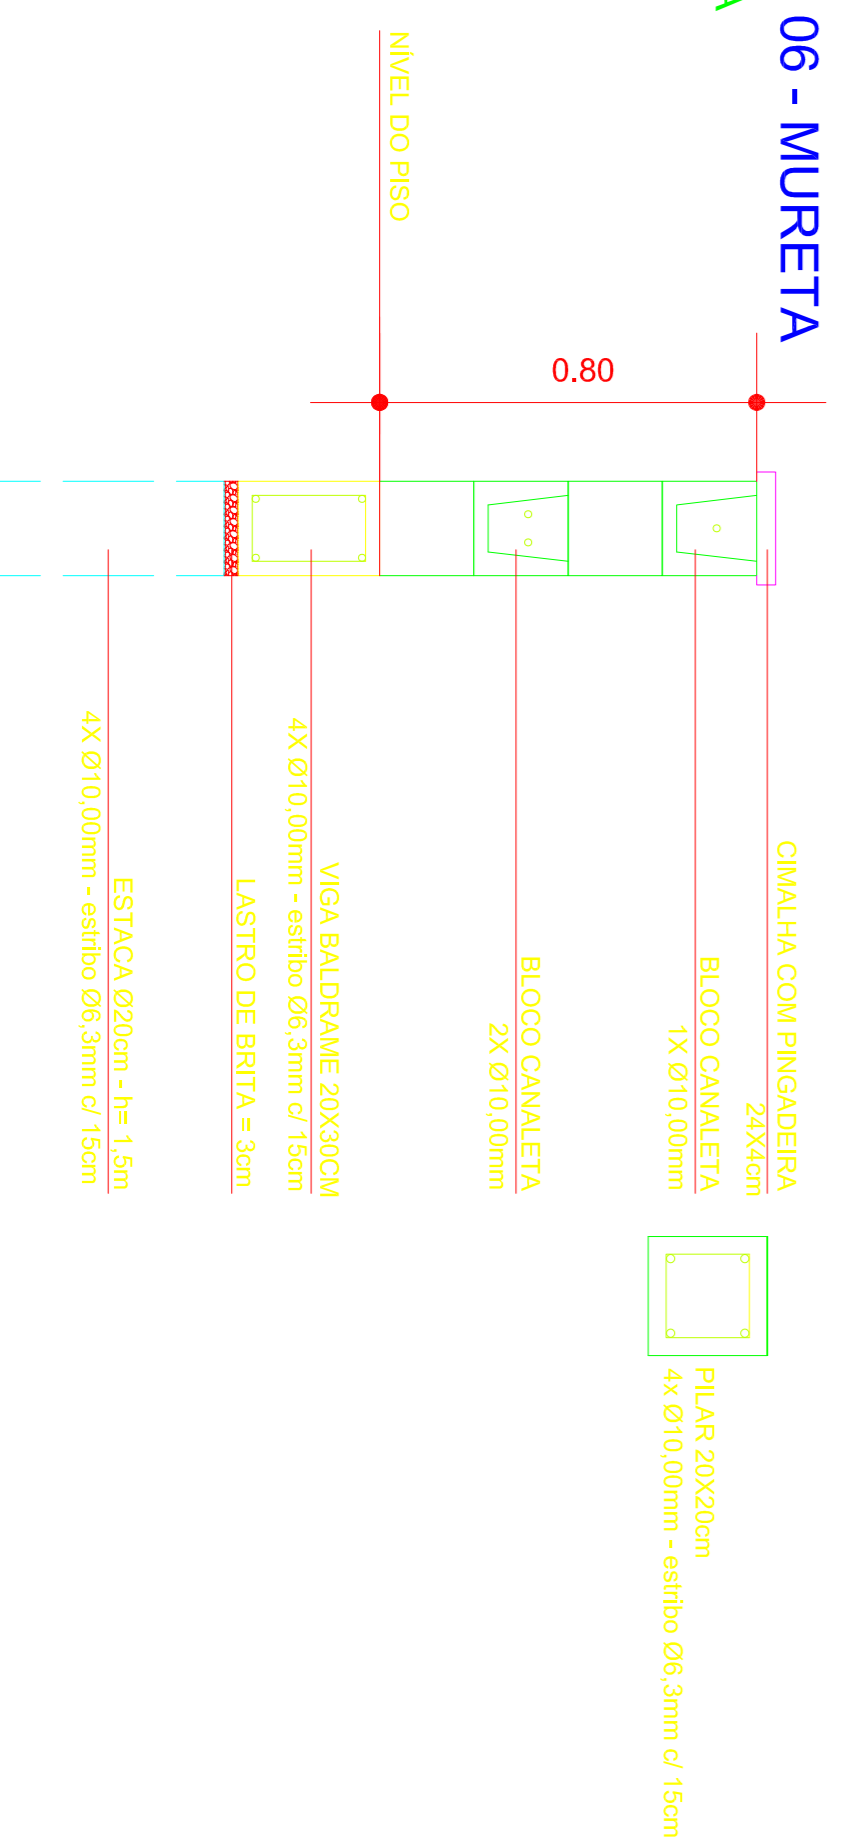 06 - MURETA
NÍVEL DO PISO
0.80
CIMALHA COM PINGADEIRA
24X4cm
BLOCO CANALETA
1X Ø10,00mm
BLOCO CANALETA
2X Ø10,00mm
VIGA BALDRAME 20X30CM
4X Ø10,00mm - estribo Ø6,3mm c/ 15cm
LASTRO DE BRITA = 3cm
ESTACA Ø20cm - h= 1,5m
4X Ø10,00mm - estribo Ø6,3mm c/ 15cm
PILAR 20X20cm
4x Ø10,00mm - estribo Ø6,3mm c/ 15cm